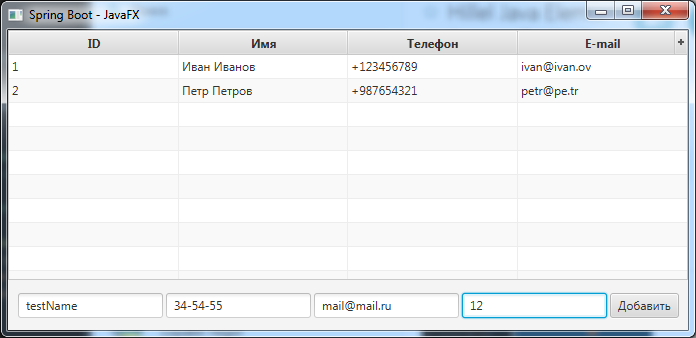 Spring Boot - JavaFX
ID Имя Телефон E-mail +
1 Иван Иванов +123456789 ivan@ivan.ov
2 Петр Петров +987654321 petr@pe.tr
testName 34-54-55 mail@mail.ru 12 Добавить